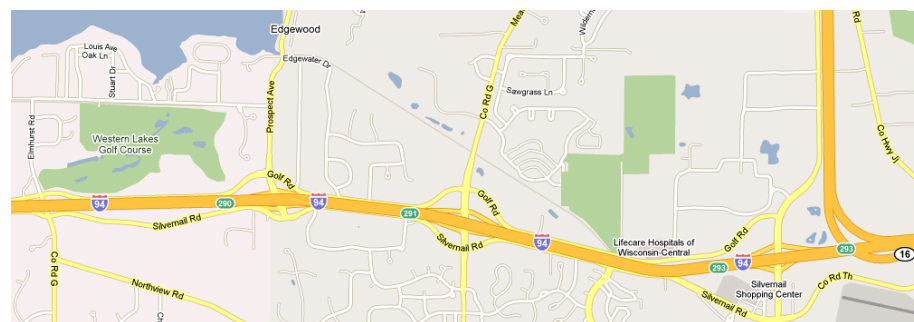 Edgewood
Louis Ave
Oak Ln
Stuart Dr
Edgewater Dr
Prospect Ave
Co Rd G
Sawgrass Ln
Elmhurst Rd
Western Lakes
Golf Course
Co Hwy Jj
Golf Rd
94
290
94
291
Golf Rd
Silvernail Rd
Silvernail Rd
94
Lifecare Hospitals of
Wisconsin-Central
Golf Rd
293
94
293
16
Co Rd G
Northview Rd
Silvernail Rd
Silvernail
Shopping Center
Co Rd Th